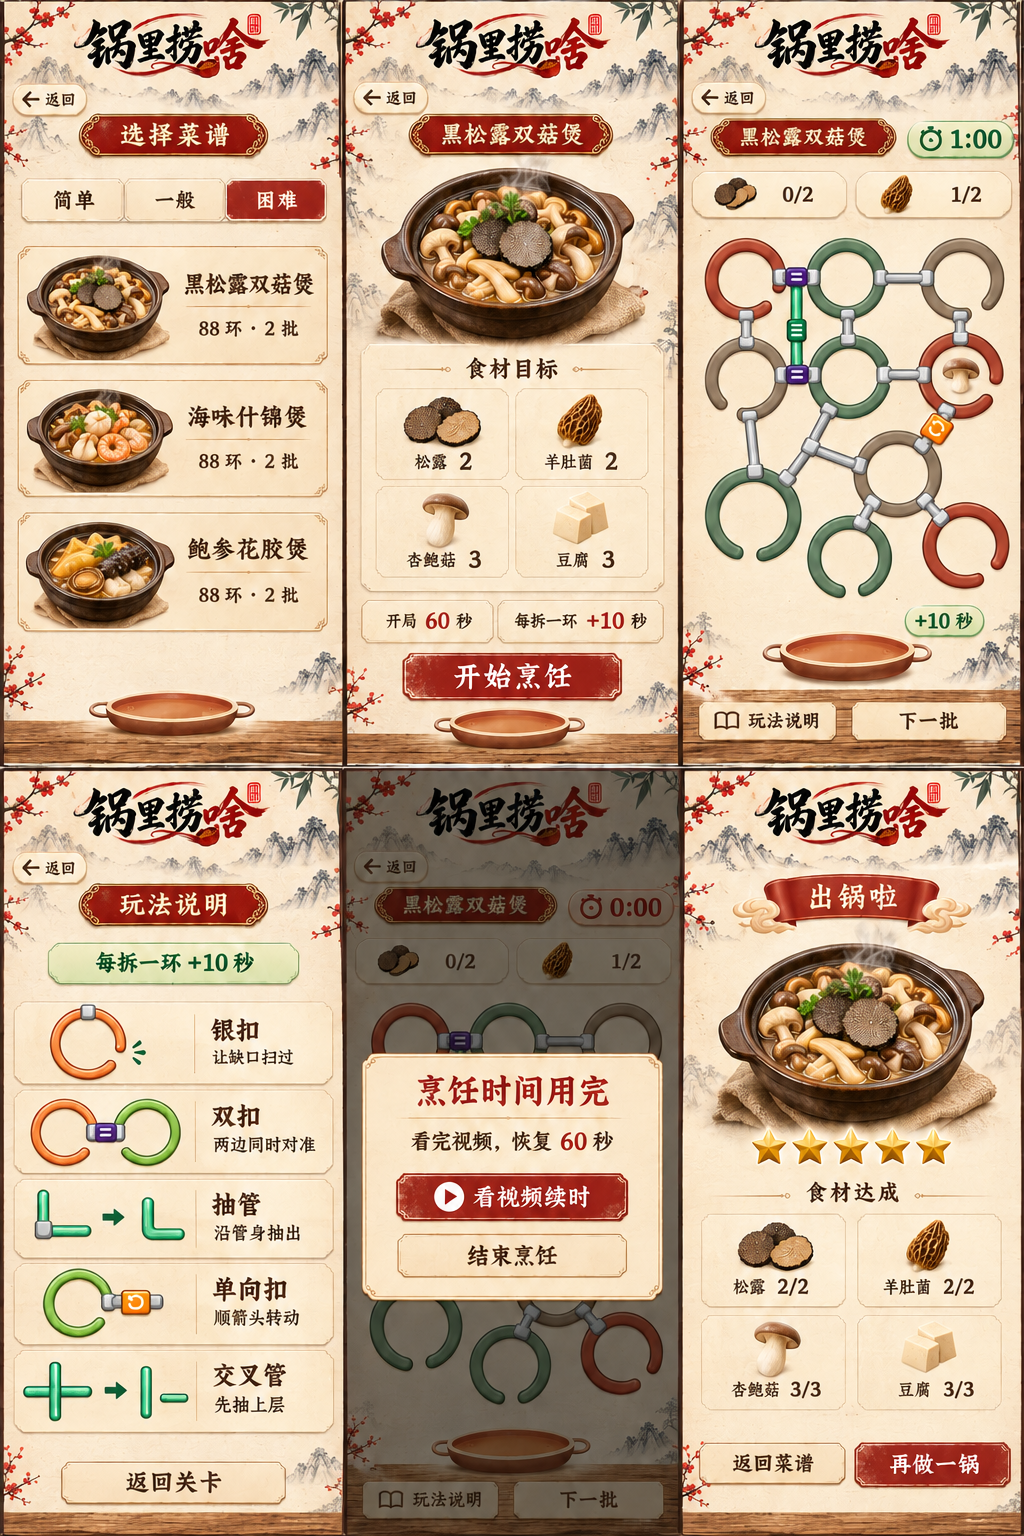 锅里捞啥
返回
选择菜谱
简单
一般
困难
黑松露双菇煲
88 环 · 2 批
海味什锦煲
88 环 · 2 批
鲍参花胶煲
88 环 · 2 批
锅里捞啥
返回
黑松露双菇煲
食材目标
松露 2
羊肚菌 2
杏鲍菇 3
豆腐 3
开局 60 秒
每拆一环 +10 秒
开始烹饪
锅里捞啥
返回
黑松露双菇煲
1:00
0/2
1/2
+10 秒
玩法说明
下一批
锅里捞啥
返回
玩法说明
每拆一环 +10 秒
银扣
让缺口扫过
双扣
两边同时对准
抽管
沿管身抽出
单向扣
顺箭头转动
交叉管
先抽上层
返回关卡
锅里捞啥
返回
黑松露双菇煲
0:00
0/2
1/2
烹饪时间用完
看完视频，恢复 60 秒
看视频续时
结束烹饪
玩法说明
下一批
锅里捞啥
出锅啦
食材达成
松露 2/2
羊肚菌 2/2
杏鲍菇 3/3
豆腐 3/3
返回菜谱
再做一锅